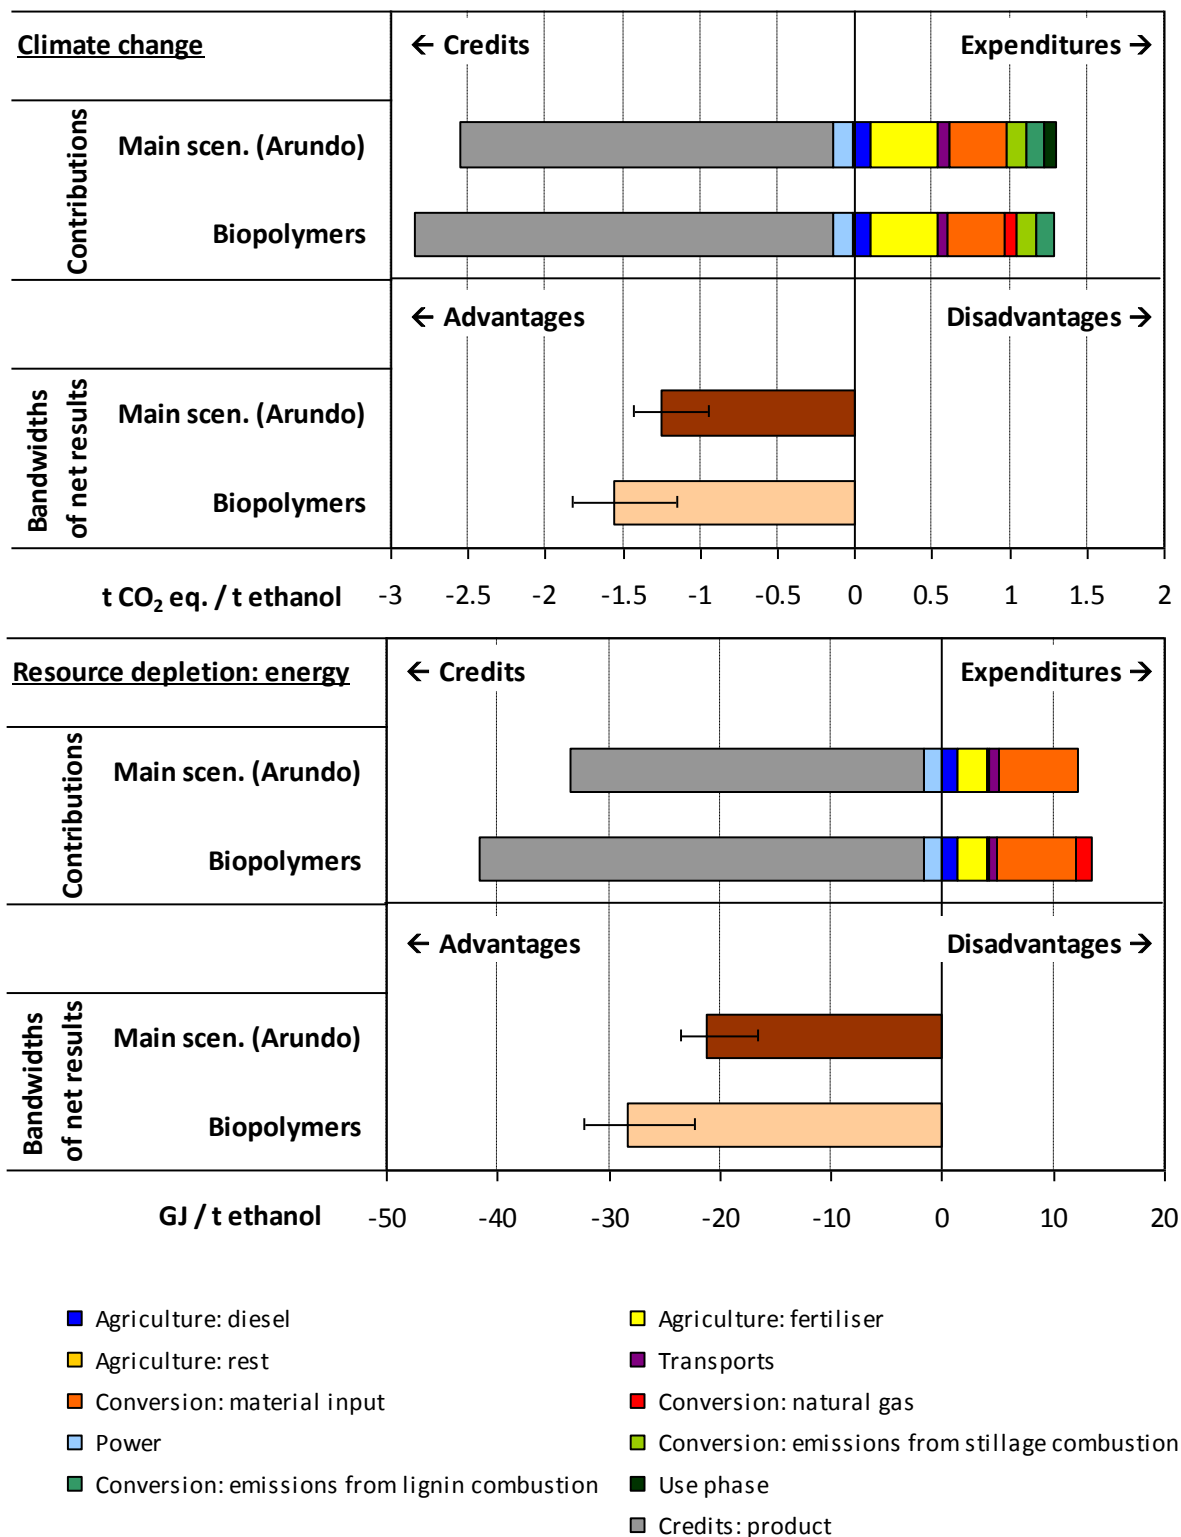 Climate change
← Credits
Expenditures →
Contributions
Main scen. (Arundo)
Biopolymers
← Advantages
Disadvantages →
Bandwidths
of net results
Main scen. (Arundo)
Biopolymers
t CO₂ eq. / t ethanol
-3 -2.5 -2 -1.5 -1 -0.5 0 0.5 1 1.5 2
Resource depletion: energy
← Credits
Expenditures →
Contributions
Main scen. (Arundo)
Biopolymers
← Advantages
Disadvantages →
Bandwidths
of net results
Main scen. (Arundo)
Biopolymers
GJ / t ethanol
-50 -40 -30 -20 -10 0 10 20
Agriculture: diesel
Agriculture: fertiliser
Agriculture: rest
Transports
Conversion: material input
Conversion: natural gas
Power
Conversion: emissions from stillage combustion
Conversion: emissions from lignin combustion
Use phase
Credits: product